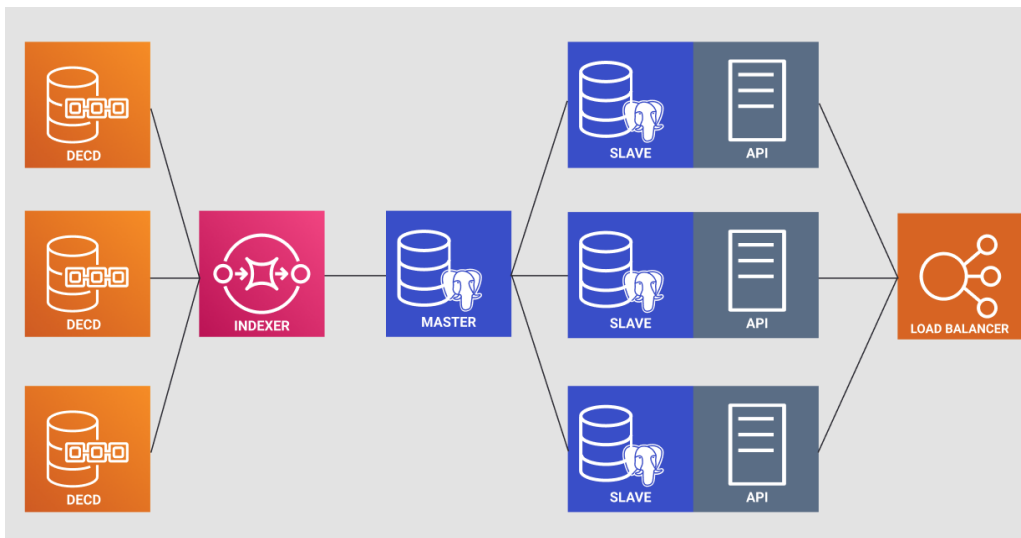 DECD
SLAVE
API
DECD
INDEXER
MASTER
SLAVE
API
LOAD BALANCER
DECD
SLAVE
API